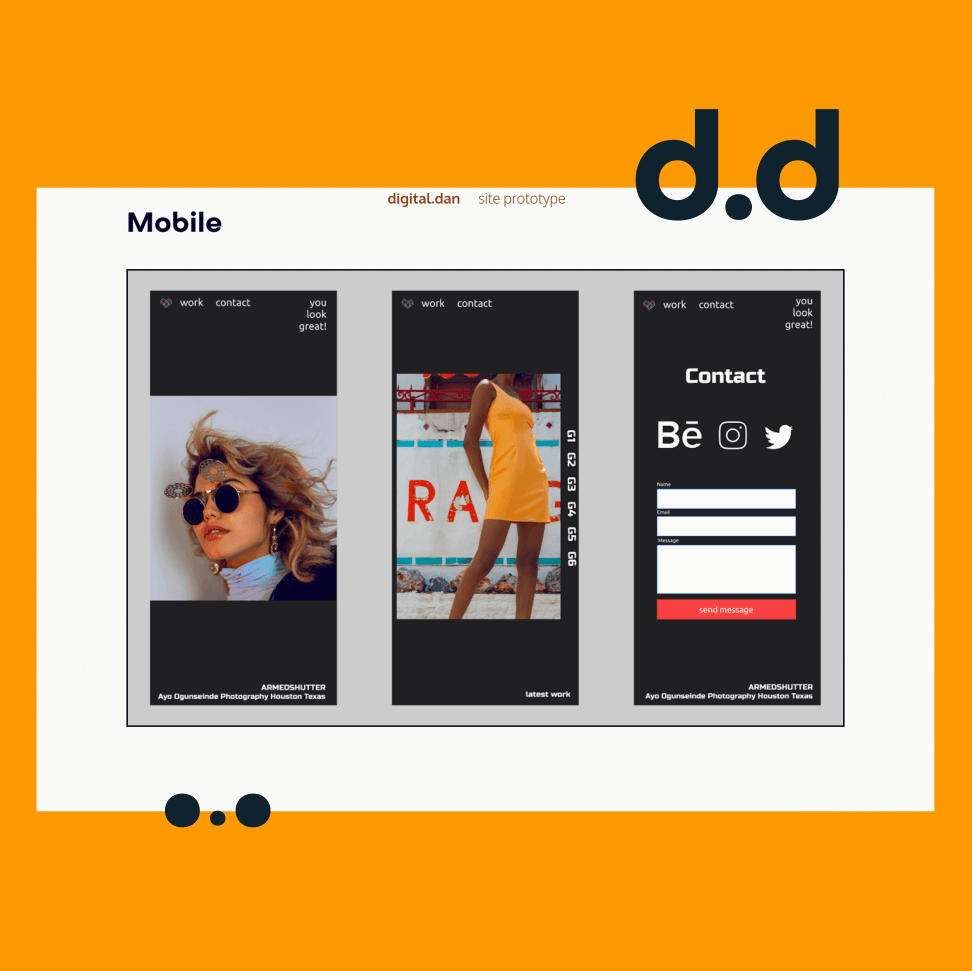 d.d
digital.dan site prototype
Mobile
work contact
you
look
great!
ARMEDSHUTTER
Ayo Ogunseinde Photography Houston Texas
work contact
RA G
G1 G2 G3 G4 G5 G6
latest work
work contact
you
look
great!
Contact
Bē
Name
Email
Message
send message
ARMEDSHUTTER
Ayo Ogunseinde Photography Houston Texas